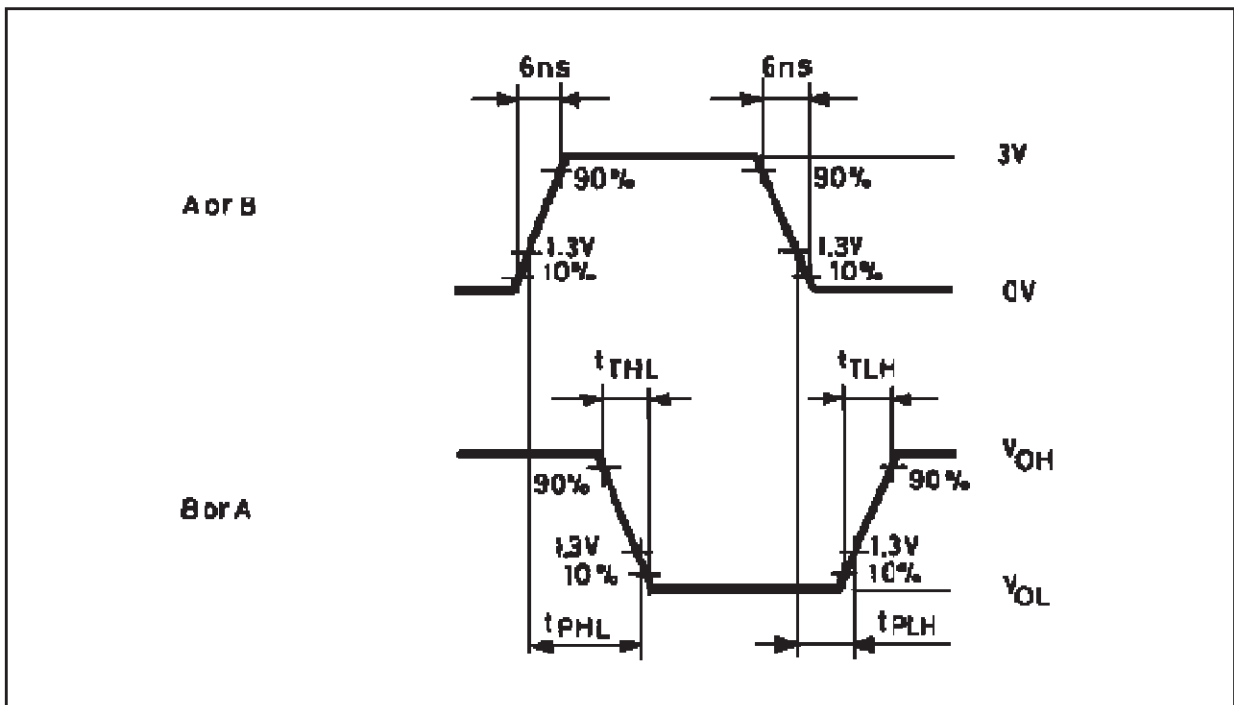 6ns 6ns
3V
90% 90%
A or B
1.3V 1.3V
10% 10%
0V
tTHL tTLH
VOH
90% 90%
B or A
1.3V 1.3V
10% 10%
VOL
tPHL tPLH